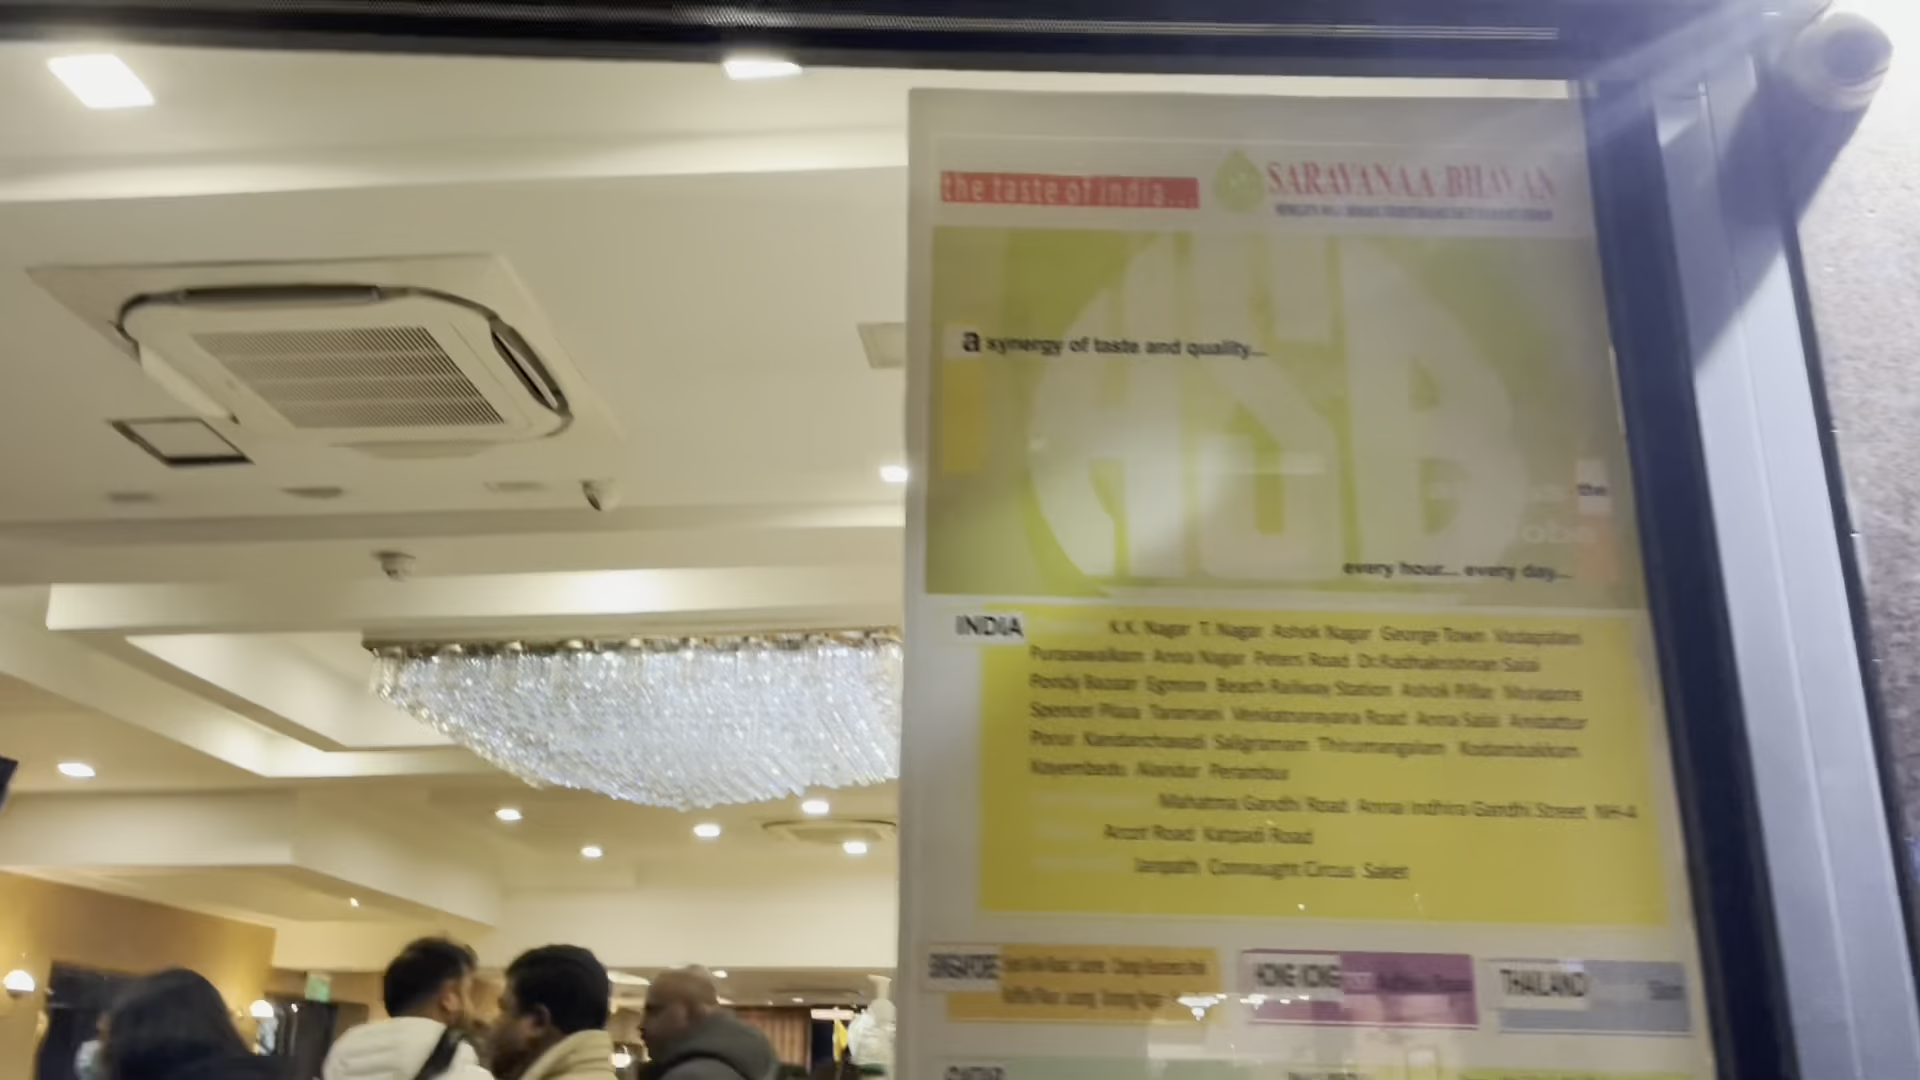 the taste of india...
SARAVANAA BHAVAN
HSB
a synergy of taste and quality...
the
every hour... every day...
INDIA
K.K. Nagar T. Nagar Ashok Nagar George Town Vadapalani
Purasawalkam Anna Nagar Peters Road Dr.Radhakrishnan Salai
Pondy Bazaar Egmore Beach Railway Station Ashok Pillar Mylapore
Spencer Plaza Taramani Venkatnarayana Road Anna Salai Ambattur
Porur Kandanchavadi Saligramam Thirumangalam Kodambakkam
Koyembedu Alandur Perambur
Mahatma Gandhi Road Annai Indhira Gandhi Street NH-4
Arcot Road Katpadi Road
Janpath Connaught Circus Saket
SINGAPORE
HONG KONG
THAILAND
QATAR